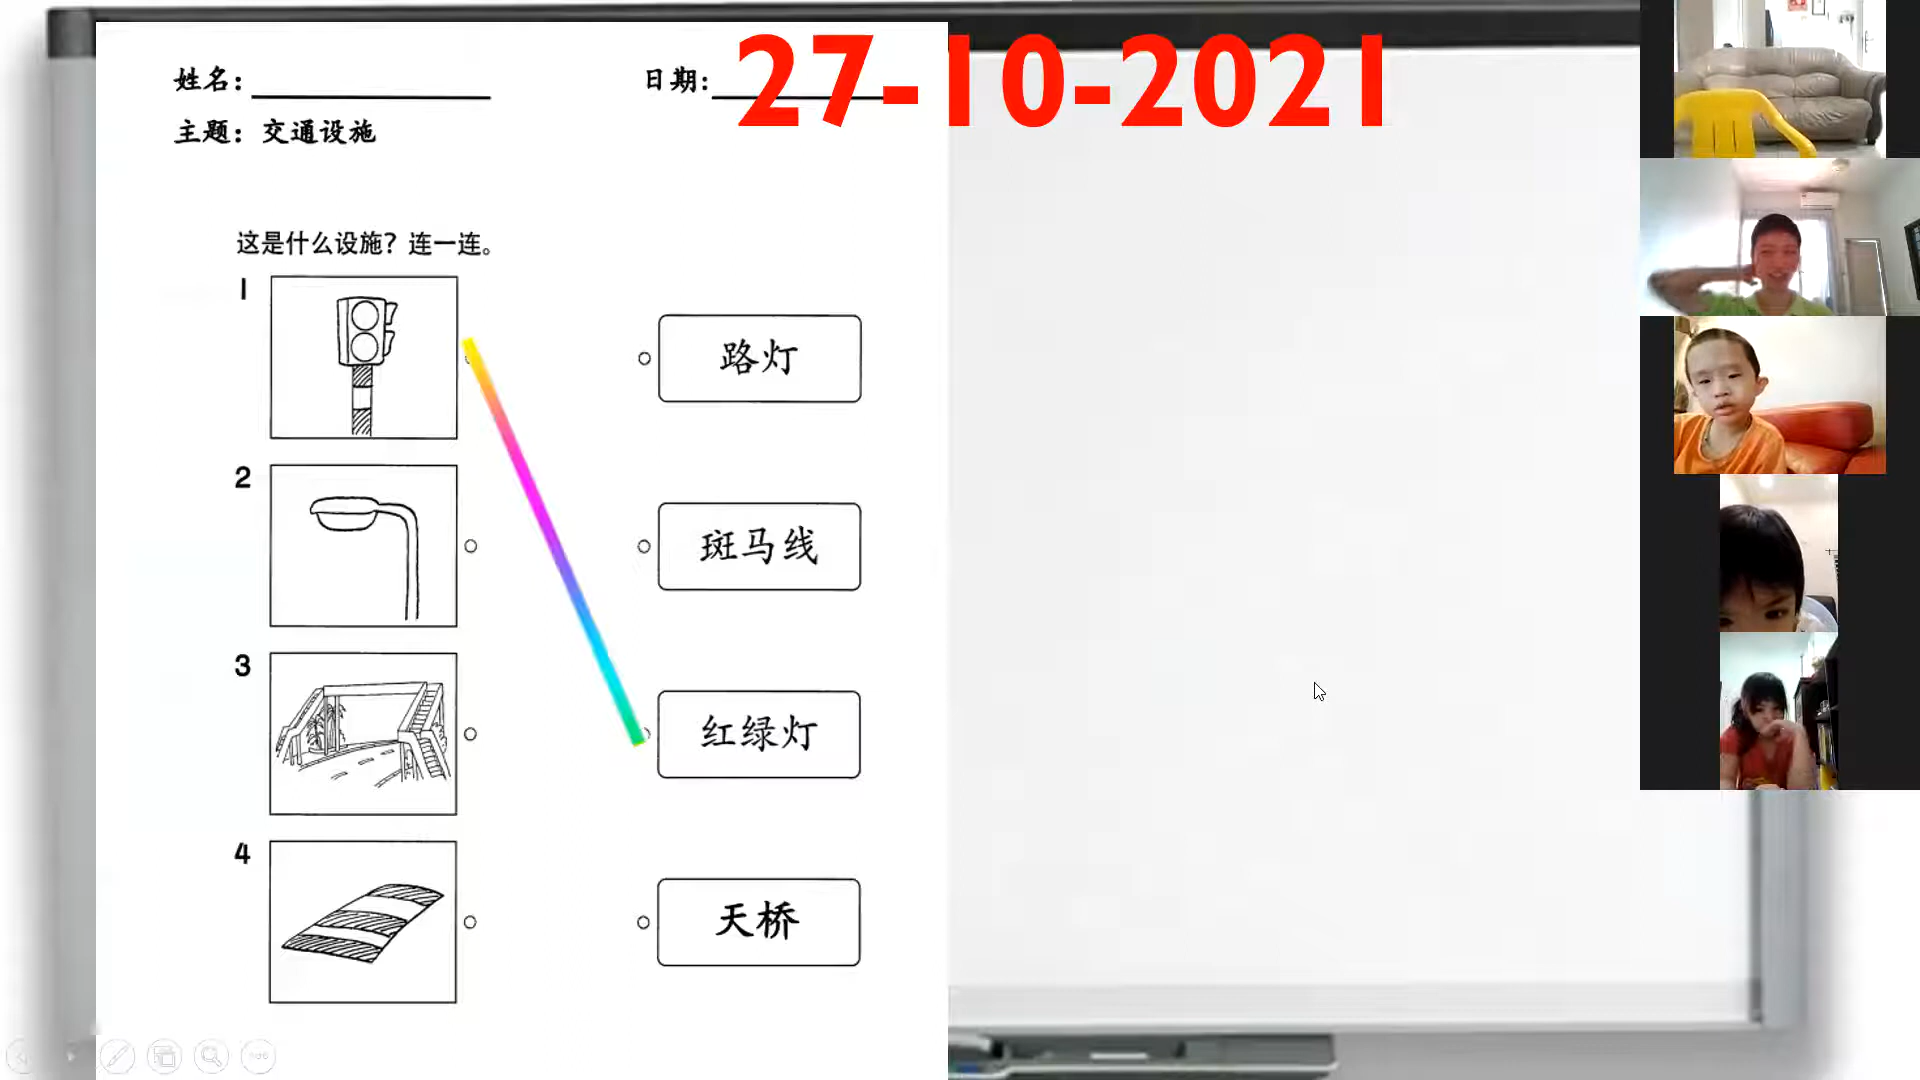 姓名：
日期: 27-10-2021
主题：交通设施
这是什么设施？连一连。
1
路灯
2
斑马线
3
红绿灯
4
天桥